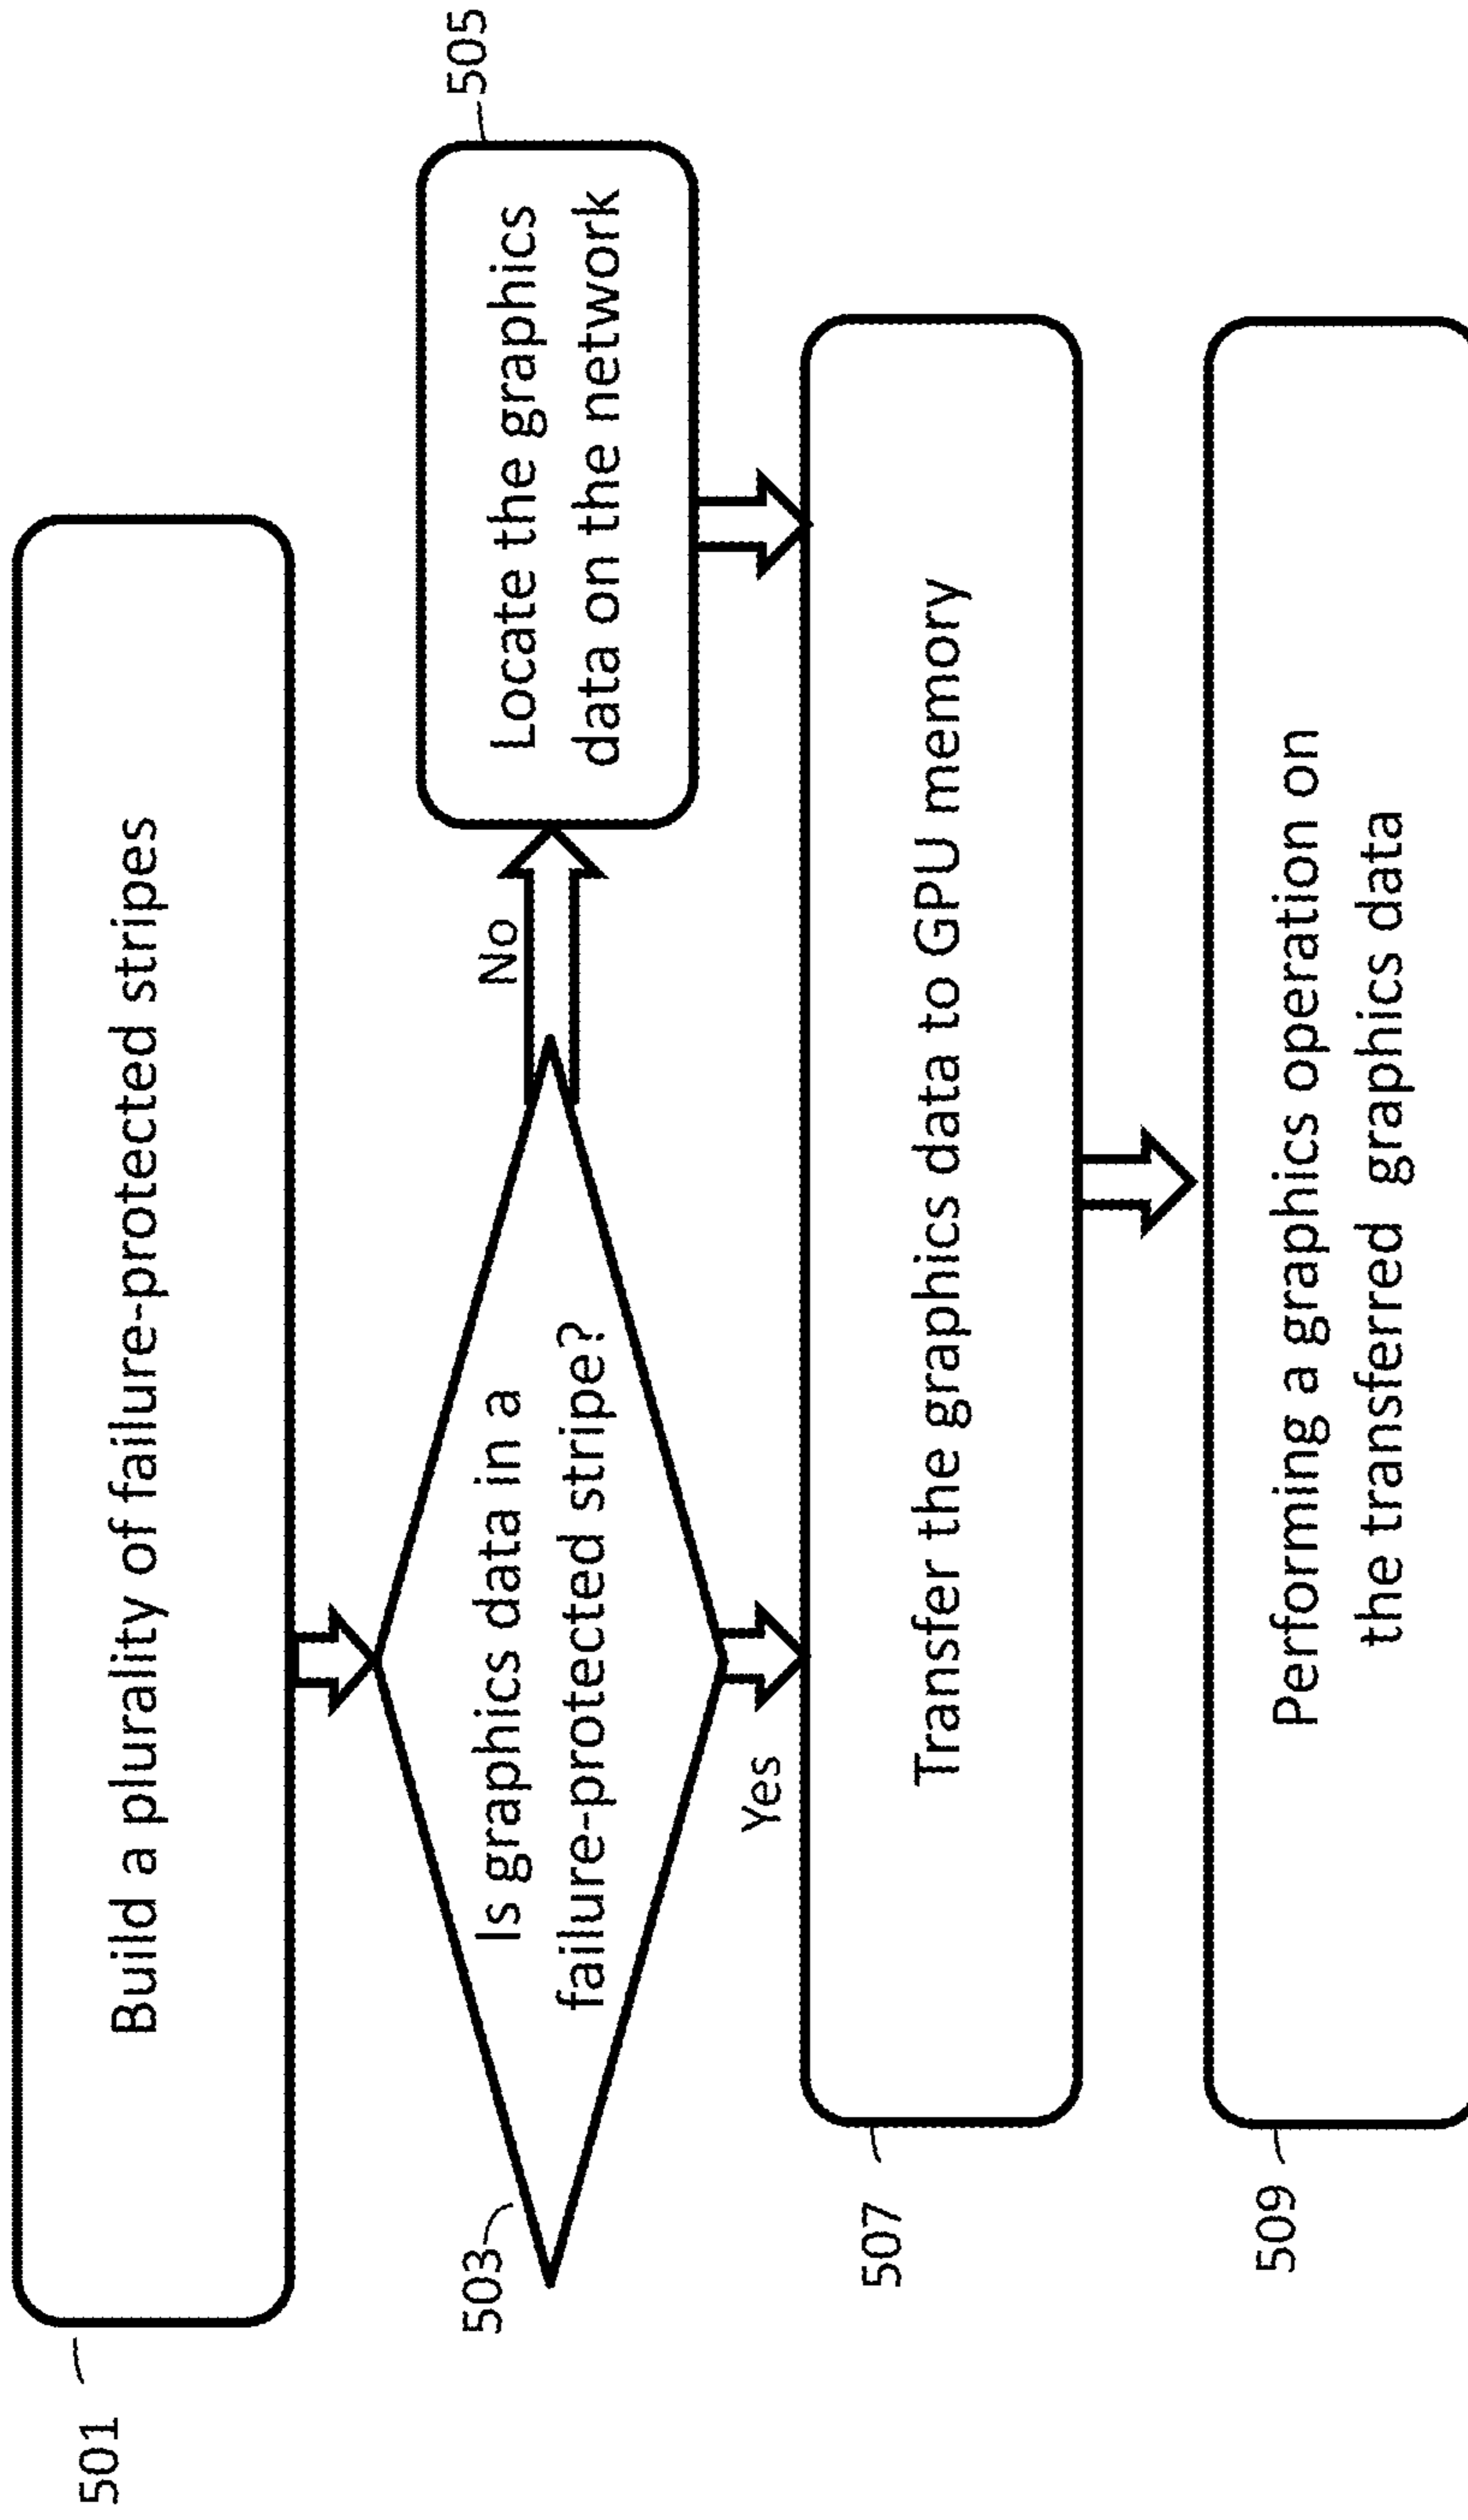 501
Build a plurality of failure-protected stripes
503
Is graphics data in a
failure-protected stripe?
No
505
Locate the graphics
data on the network
Yes
507
Transfer the graphics data to GPU memory
509
Performing a graphics operation on
the transferred graphics data